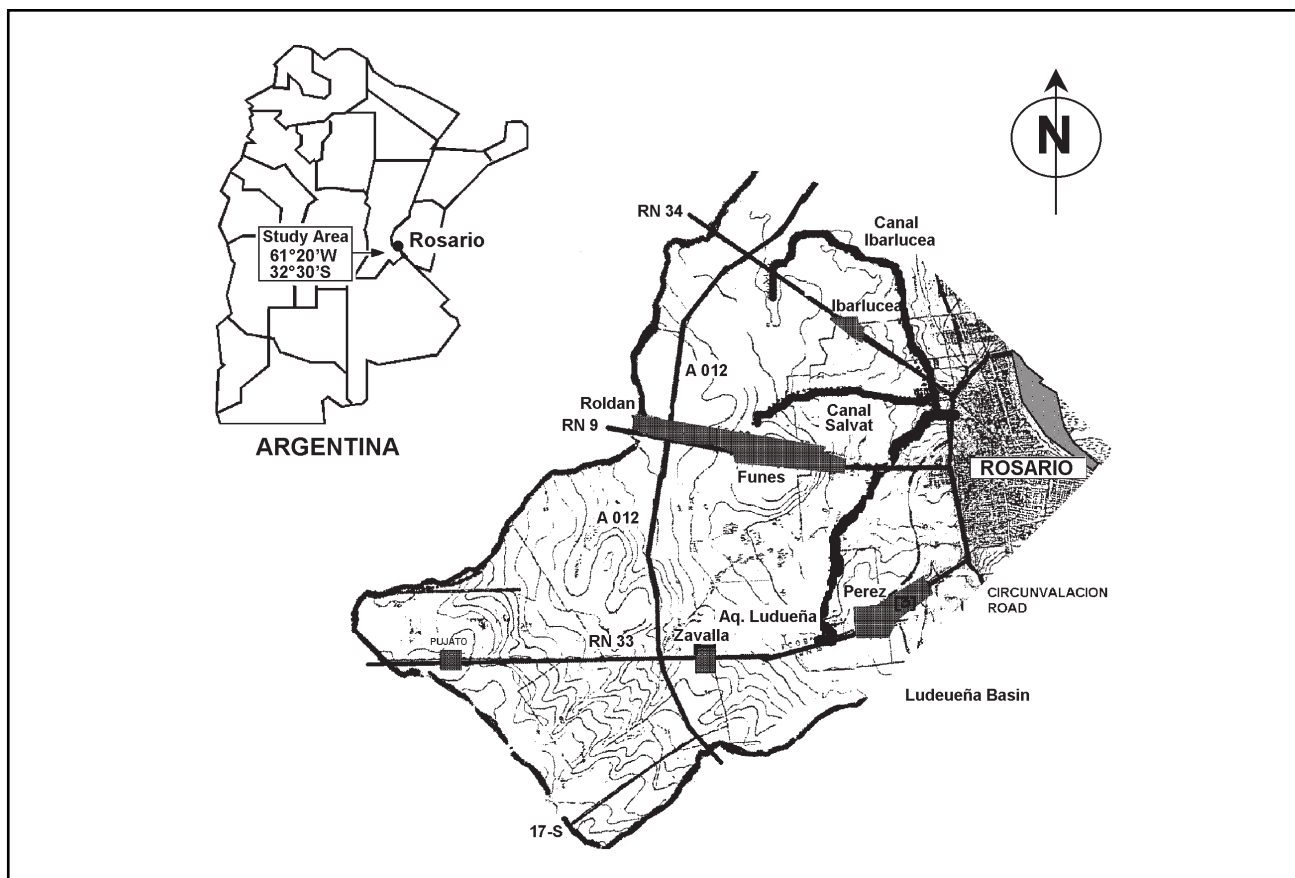 N
RN 34
Canal
Ibarlucea
Rosario
Study Area
61°20'W
32°30'S
Ibarlucea
A 012
Roldan
RN 9
Canal
Salvat
ARGENTINA
ROSARIO
Funes
A 012
CIRCUNVALACION
ROAD
Perez
Aq. Ludueña
Zavalla
RN 33
PUJATO
Ludeueña Basin
17-S